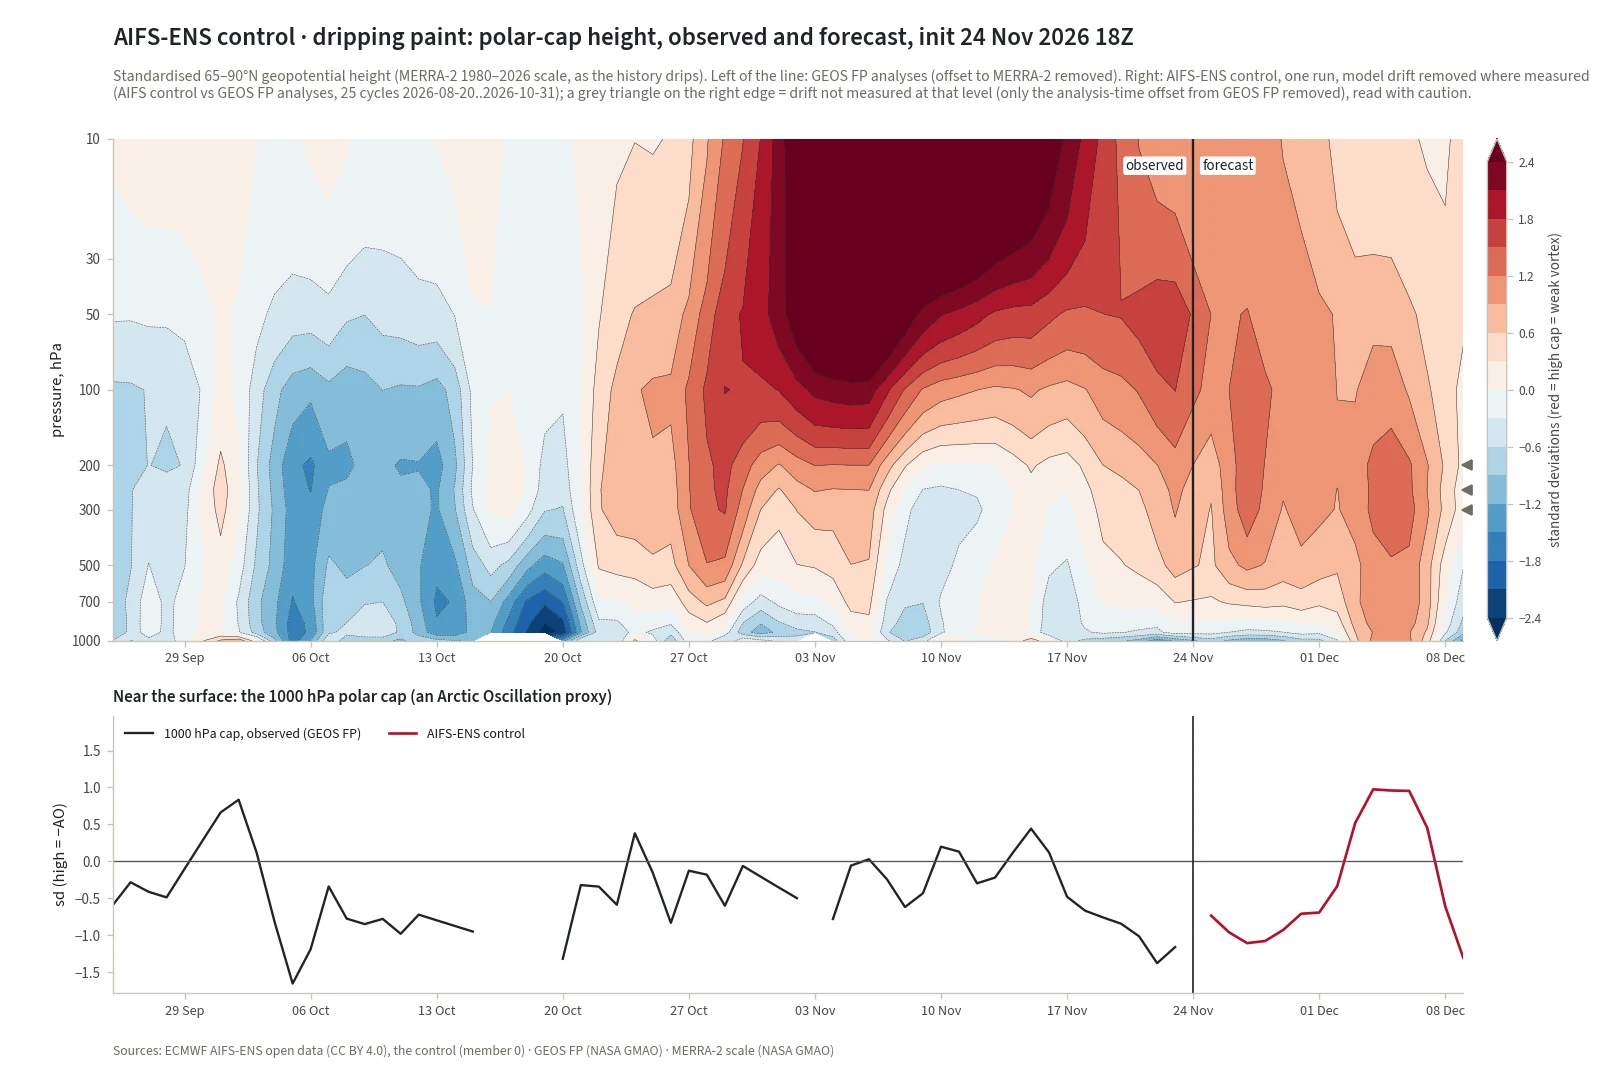 AIFS-ENS control · dripping paint: polar-cap height, observed and forecast, init 24 Nov 2026 18Z
Standardised 65–90°N geopotential height (MERRA-2 1980–2026 scale, as the history drips). Left of the line: GEOS FP analyses (offset to MERRA-2 removed). Right: AIFS-ENS control, one run, model drift removed where measured
(AIFS control vs GEOS FP analyses, 25 cycles 2026-08-20..2026-10-31); a grey triangle on the right edge = drift not measured at that level (only the analysis-time offset from GEOS FP removed), read with caution.
observed
forecast
pressure, hPa
10
30
50
100
200
300
500
700
1000
29 Sep
06 Oct
13 Oct
20 Oct
27 Oct
03 Nov
10 Nov
17 Nov
24 Nov
01 Dec
08 Dec
2.4
1.8
1.2
0.6
0.0
−0.6
−1.2
−1.8
−2.4
standard deviations (red = high cap = weak vortex)
Near the surface: the 1000 hPa polar cap (an Arctic Oscillation proxy)
1000 hPa cap, observed (GEOS FP)
AIFS-ENS control
sd (high = −AO)
1.5
1.0
0.5
0.0
−0.5
−1.0
−1.5
29 Sep
06 Oct
13 Oct
20 Oct
27 Oct
03 Nov
10 Nov
17 Nov
24 Nov
01 Dec
08 Dec
Sources: ECMWF AIFS-ENS open data (CC BY 4.0), the control (member 0) · GEOS FP (NASA GMAO) · MERRA-2 scale (NASA GMAO)